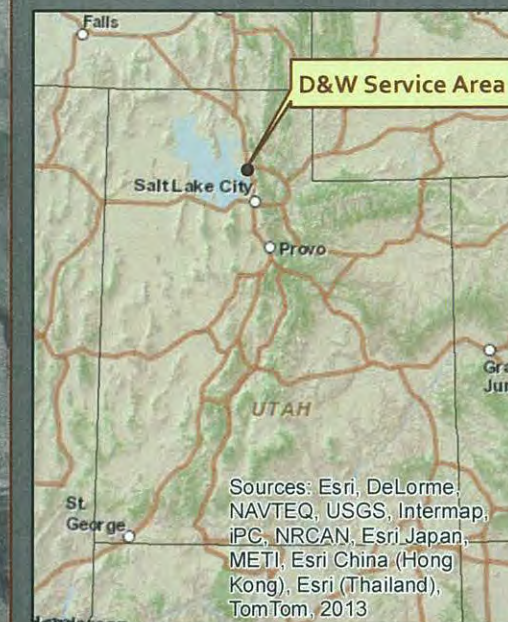 Falls
D&W Service Area
Salt Lake City
Provo
UTAH
St.
George
Sources: Esri, DeLorme,
NAVTEQ, USGS, Intermap,
iPC, NRCAN, Esri Japan,
METI, Esri China (Hong
Kong), Esri (Thailand),
TomTom, 2013